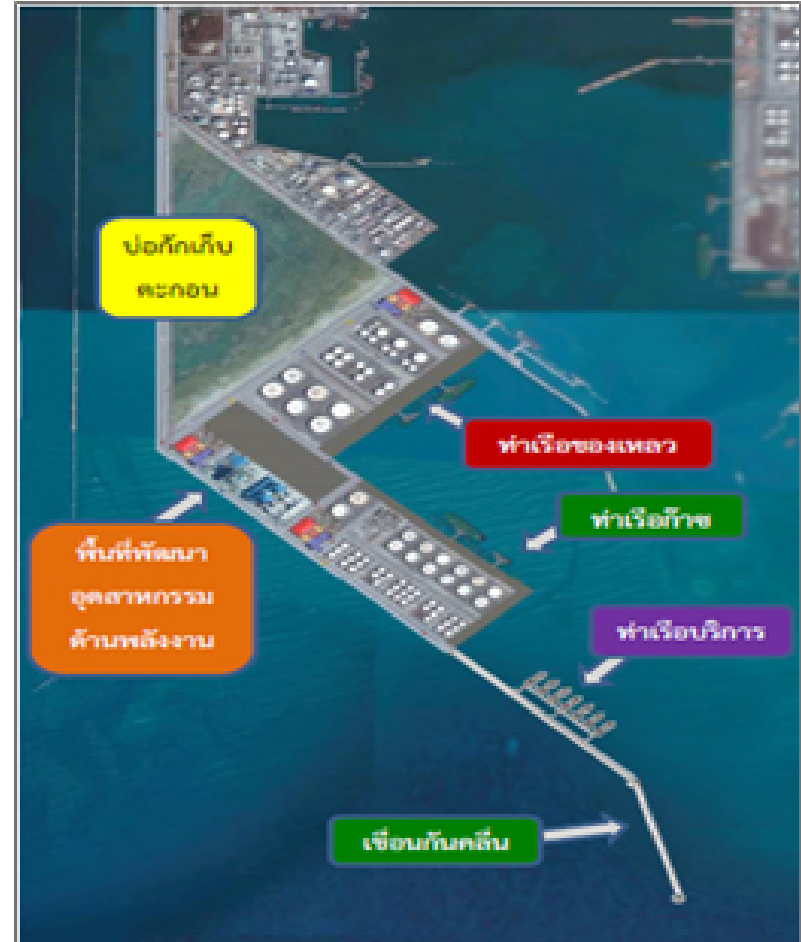 บ่อกักเก็บ
ตะกอน
ท่าเรือของเหลว
ท่าเรือก๊าซ
พื้นที่พัฒนา
อุตสาหกรรม
ด้านพลังงาน
ท่าเรือบริการ
เขื่อนกันคลื่น